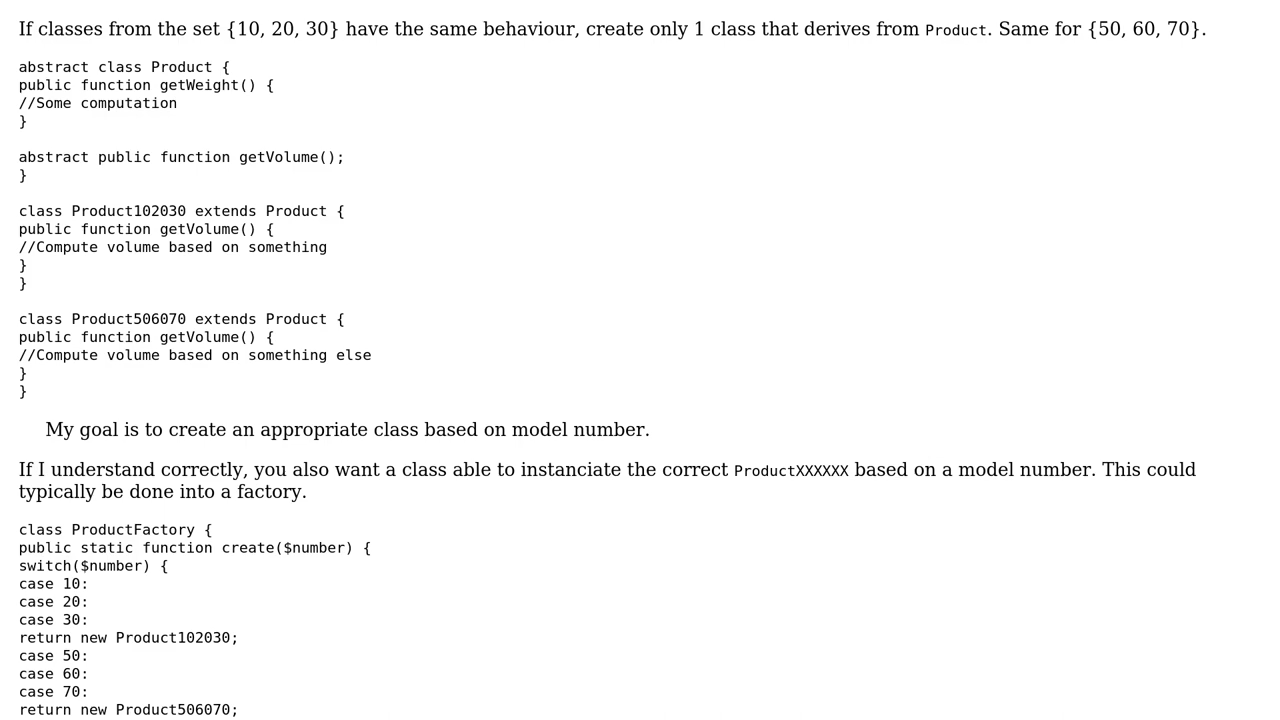 If classes from the set {10, 20, 30} have the same behaviour, create only 1 class that derives from Product. Same for {50, 60, 70}.
abstract class Product {
public function getWeight() {
//Some computation
}
abstract public function getVolume();
}
class Product102030 extends Product {
public function getVolume() {
//Compute volume based on something
}
}
class Product506070 extends Product {
public function getVolume() {
//Compute volume based on something else
}
}
My goal is to create an appropriate class based on model number.
If I understand correctly, you also want a class able to instanciate the correct ProductXXXXXX based on a model number. This could
typically be done into a factory.
class ProductFactory {
public static function create($number) {
switch($number) {
case 10:
case 20:
case 30:
return new Product102030;
case 50:
case 60:
case 70:
return new Product506070;